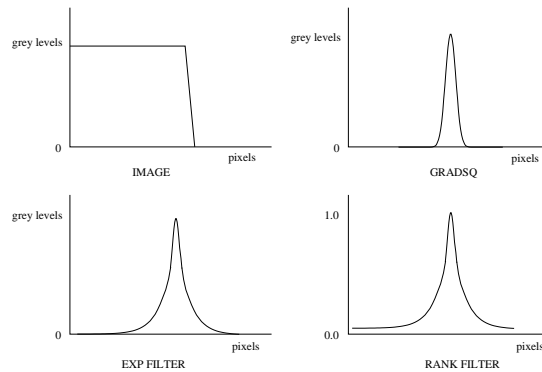 grey levels
0
pixels
IMAGE
grey levels
0
pixels
GRADSQ
grey levels
0
pixels
EXP FILTER
1.0
0.0
pixels
RANK FILTER